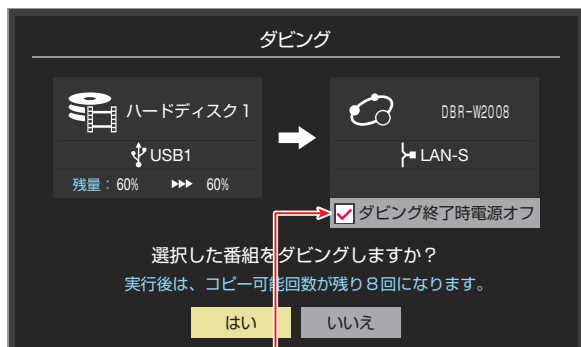 ダビング
ハードディスク1
DBR-W2008
USB1
LAN-S
残量：60% ▸▸▸ 60%
ダビング終了時電源オフ
選択した番組をダビングしますか？
実行後は、コピー可能回数が残り８回になります。
はい
いいえ